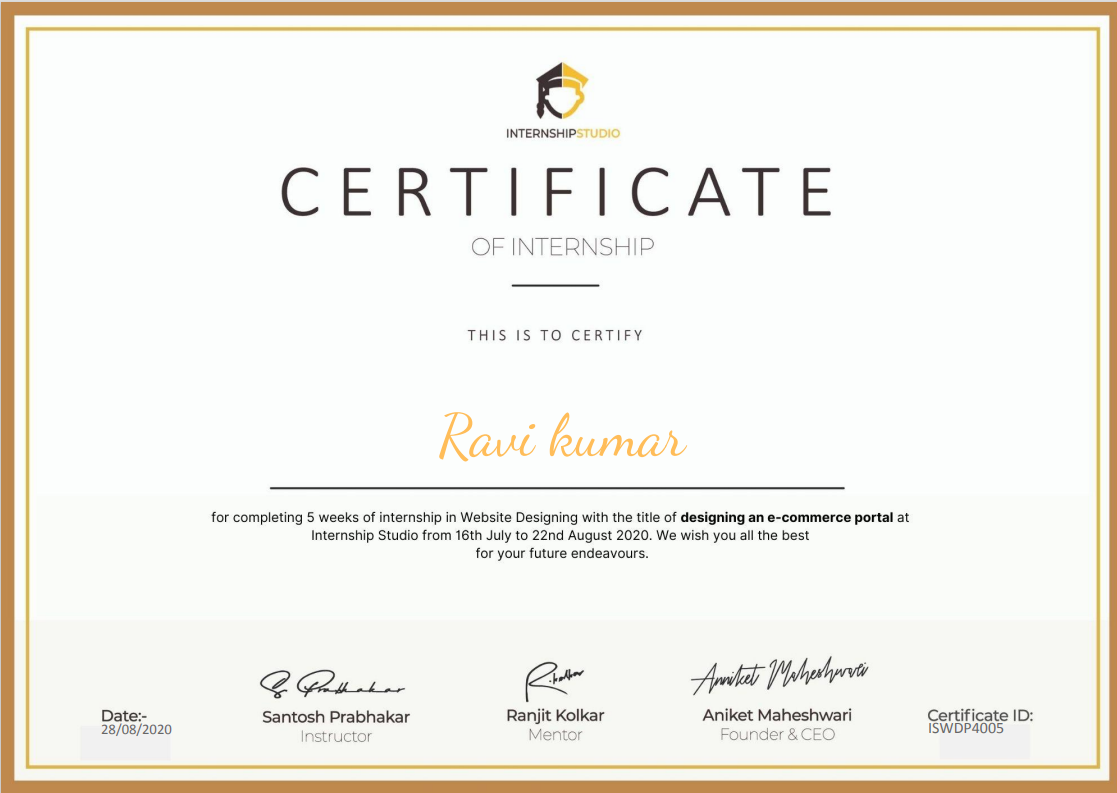 INTERNSHIPSTUDIO
CERTIFICATE
OF INTERNSHIP
THIS IS TO CERTIFY
Ravi kumar
for completing 5 weeks of internship in Website Designing with the title of designing an e-commerce portal at
Internship Studio from 16th July to 22nd August 2020. We wish you all the best
for your future endeavours.
S Prabhakar
R.kolkar
Anniket Maheshwari
Date:-
28/08/2020
Santosh Prabhakar
Instructor
Ranjit Kolkar
Mentor
Aniket Maheshwari
Founder & CEO
Certificate ID:
ISWDP4005